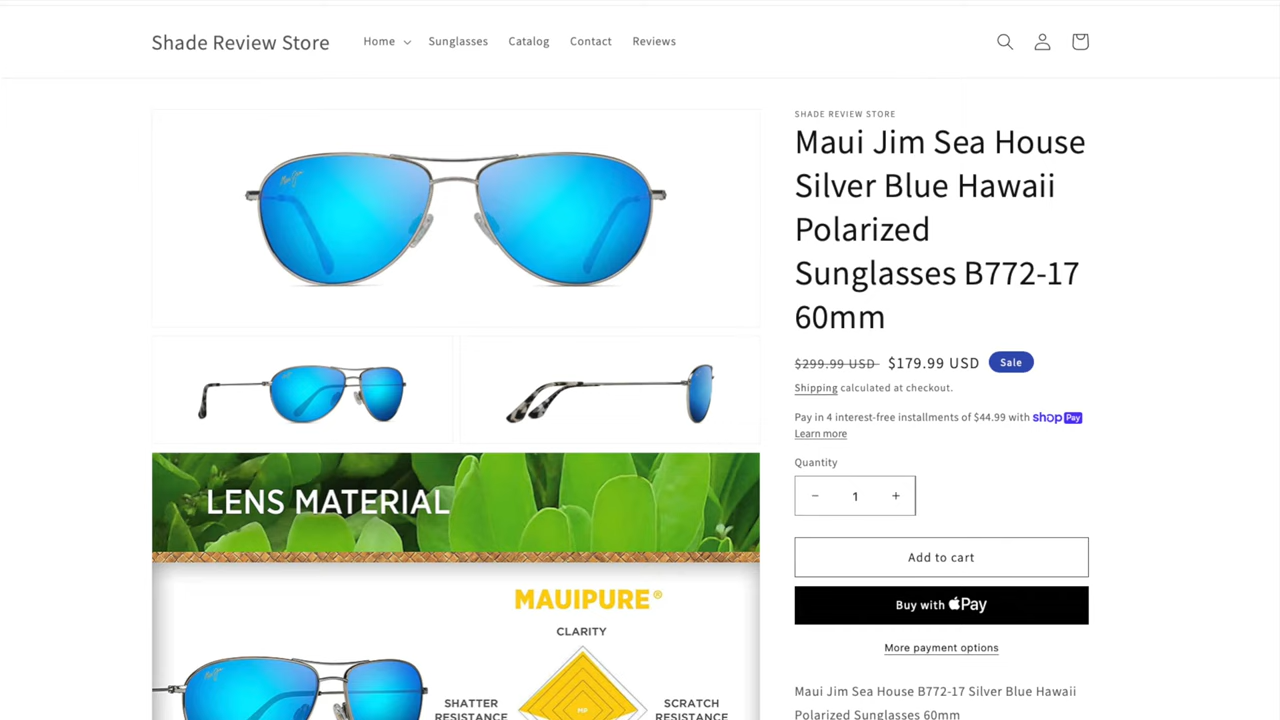 Shade Review Store
Home
Sunglasses
Catalog
Contact
Reviews
SHADE REVIEW STORE
Maui Jim Sea House
Silver Blue Hawaii
Polarized
Sunglasses B772-17
60mm
$299.99 USD $179.99 USD Sale
Shipping calculated at checkout.
Pay in 4 interest-free installments of $44.99 with shop Pay
Learn more
Quantity
− 1 +
Add to cart
Buy with Pay
More payment options
Maui Jim Sea House B772-17 Silver Blue Hawaii
Polarized Sunglasses 60mm
Maui Jim
LENS MATERIAL
MAUIPURE®
CLARITY
SHATTER
RESISTANCE
SCRATCH
RESISTANCE
MP